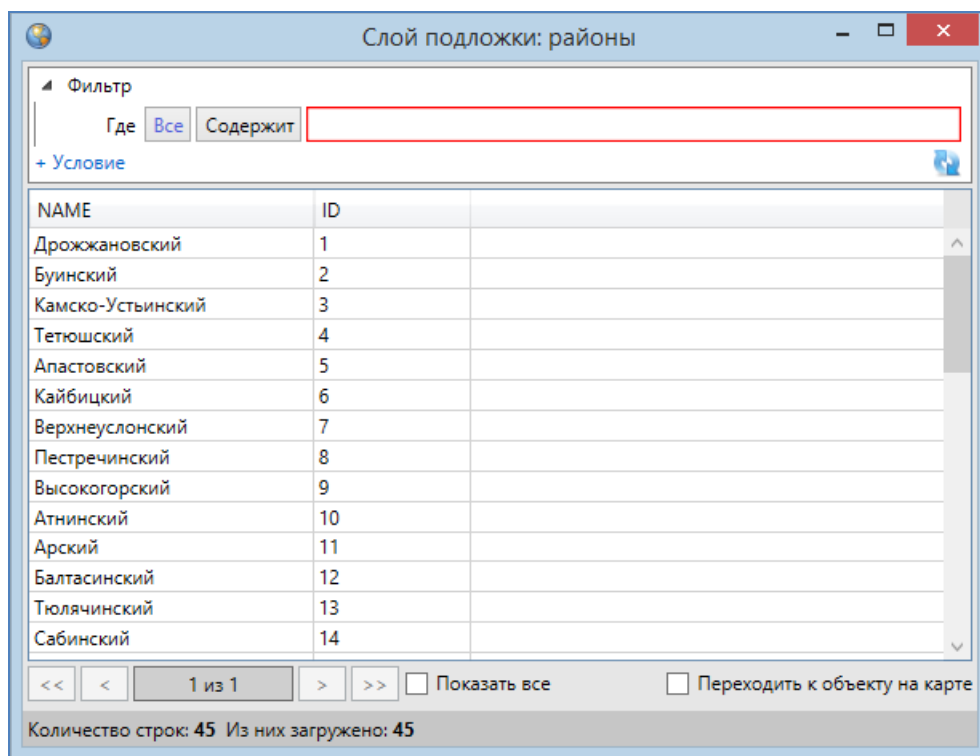 Слой подложки: районы
Фильтр
Где Все Содержит
+ Условие
NAME ID
Дрожжановский 1
Буинский 2
Камско-Устьинский 3
Тетюшский 4
Апастовский 5
Кайбицкий 6
Верхнеуслонский 7
Пестречинский 8
Высокогорский 9
Атнинский 10
Арский 11
Балтасинский 12
Тюлячинский 13
Сабинский 14
<< < 1 из 1 > >> Показать все Переходить к объекту на карте
Количество строк: 45 Из них загружено: 45